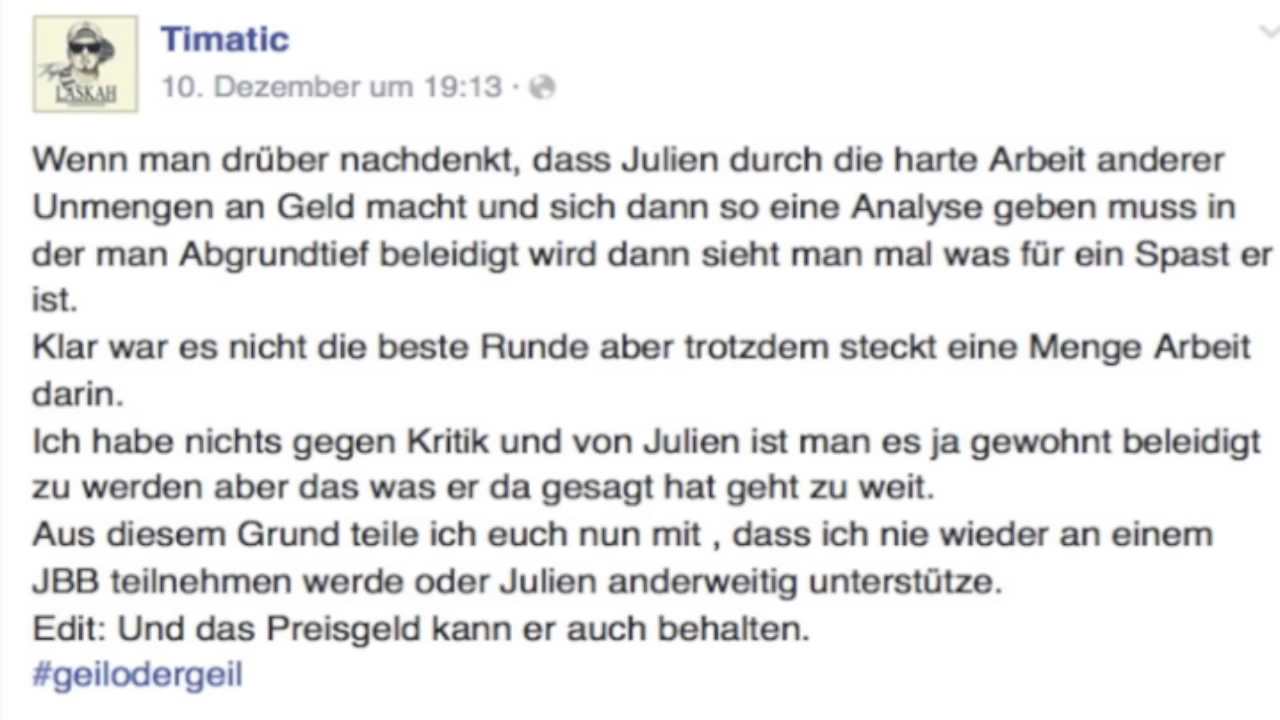 Timatic
10. Dezember um 19:13 ·
LASKAH
Wenn man drüber nachdenkt, dass Julien durch die harte Arbeit anderer
Unmengen an Geld macht und sich dann so eine Analyse geben muss in
der man Abgrundtief beleidigt wird dann sieht man mal was für ein Spast er
ist.
Klar war es nicht die beste Runde aber trotzdem steckt eine Menge Arbeit
darin.
Ich habe nichts gegen Kritik und von Julien ist man es ja gewohnt beleidigt
zu werden aber das was er da gesagt hat geht zu weit.
Aus diesem Grund teile ich euch nun mit , dass ich nie wieder an einem
JBB teilnehmen werde oder Julien anderweitig unterstütze.
Edit: Und das Preisgeld kann er auch behalten.
#geilodergeil